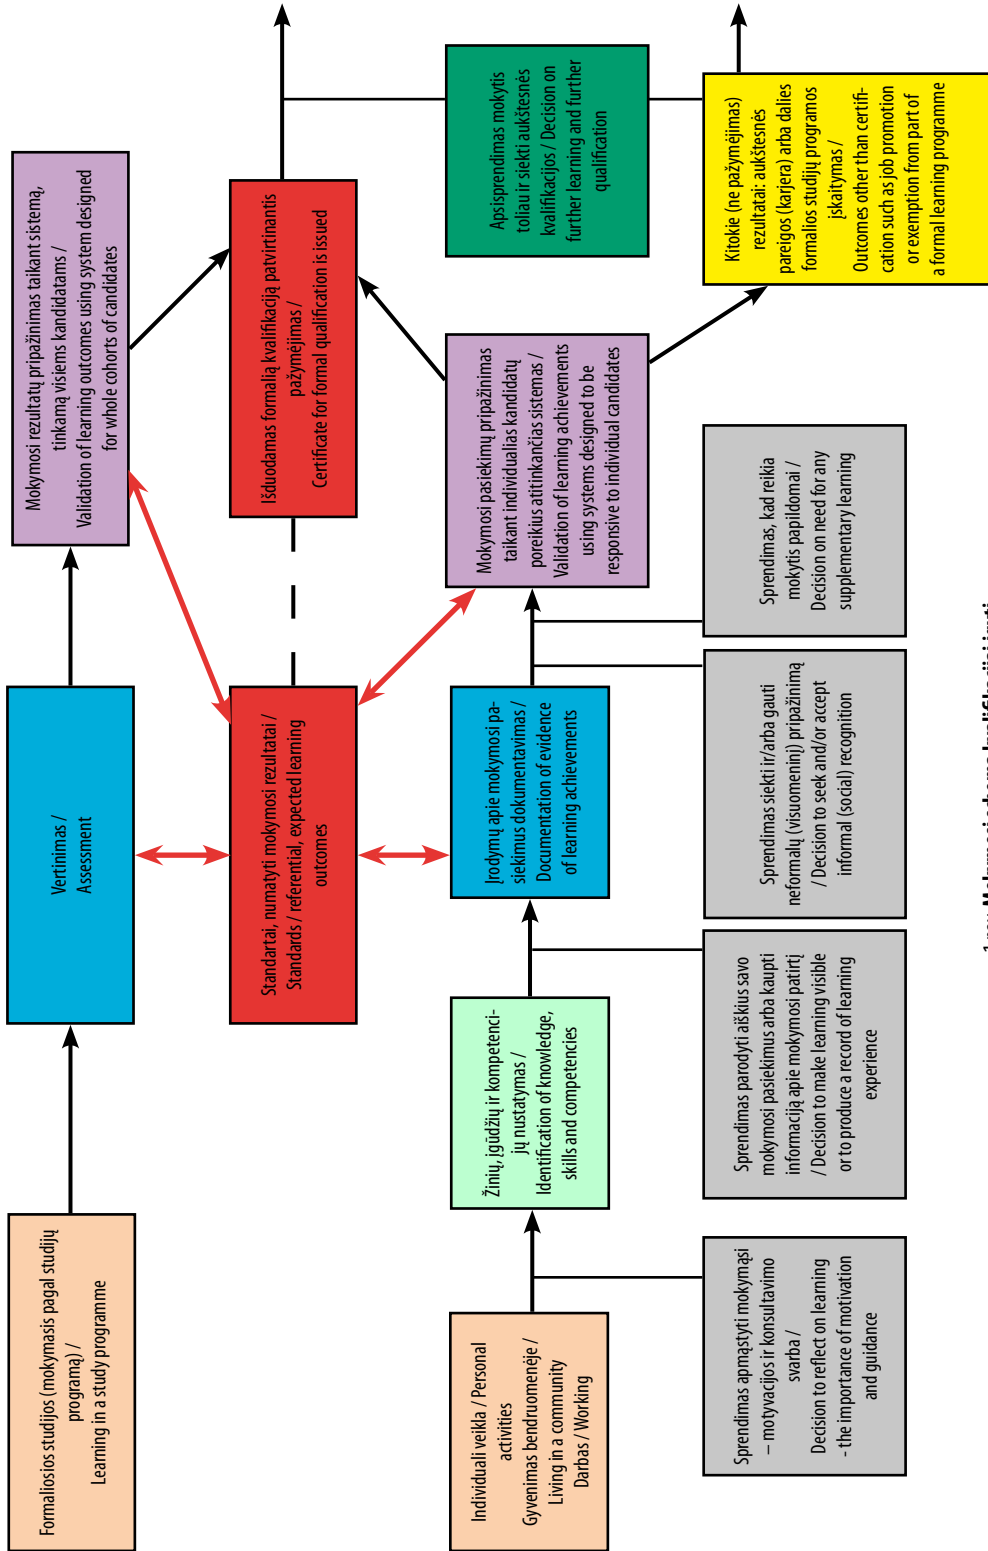 Formaliosios studijos (mokymasis pagal studijų
programą) /
Learning in a study programme
Vertinimas /
Assessment
Mokymosi rezultatų pripažinimas taikant sistemą,
tinkamą visiems kandidatams /
Validation of learning outcomes using system designed
for whole cohorts of candidates
Standartai, numatyti mokymosi rezultatai /
Standards / referential, expected learning
outcomes
Išduodamas formalią kvalifikaciją patvirtinantis
pažymėjimas /
Certificate for formal qualification is issued
Individuali veikla / Personal
activities
Gyvenimas bendruomenėje /
Living in a community
Darbas / Working
Žinių, įgūdžių ir kompetenci-
jų nustatymas /
Identification of knowledge,
skills and competencies
Įrodymų apie mokymosi pa-
siekimus dokumentavimas /
Documentation of evidence
of learning achievements
Mokymosi pasiekimų pripažinimas
taikant individualias kandidatų
poreikius atitinkančias sistemas /
Validation of learning achievements
using systems designed to be
responsive to individual candidates
Apsisprendimas mokytis
toliau ir siekti aukštesnės
kvalifikacijos / Decision on
further learning and further
qualification
Sprendimas apmąstyti mokymąsi
– motyvacijos ir konsultavimo
svarba /
Decision to reflect on learning
- the importance of motivation
and guidance
Sprendimas parodyti aiškius savo
mokymosi pasiekimus arba kaupti
informaciją apie mokymosi patirtį
/ Decision to make learning visible
or to produce a record of learning
experience
Sprendimas siekti ir/arba gauti
neformalų (visuomeninį) pripažinimą
/ Decision to seek and/or accept
informal (social) recognition
Sprendimas, kad reikia
mokytis papildomai /
Decision on need for any
supplementary learning
Kitokie (ne pažymėjimas)
rezultatai: aukštesnės
pareigos (karjera) arba dalies
formalios studijų programos
įskaitymas /
Outcomes other than certifi-
cation such as job promotion
or exemption from part of
a formal learning programme